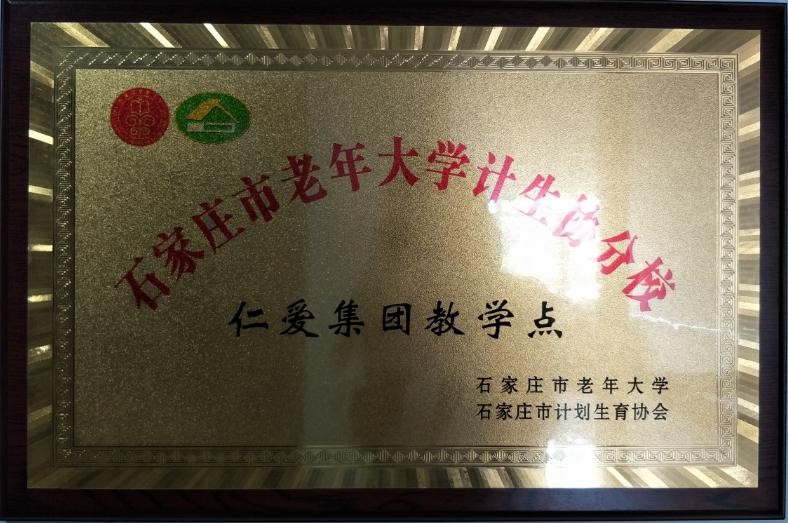 石家庄市老年大学计生协分校
仁爱集团教学点
石家庄市老年大学
石家庄市计划生育协会